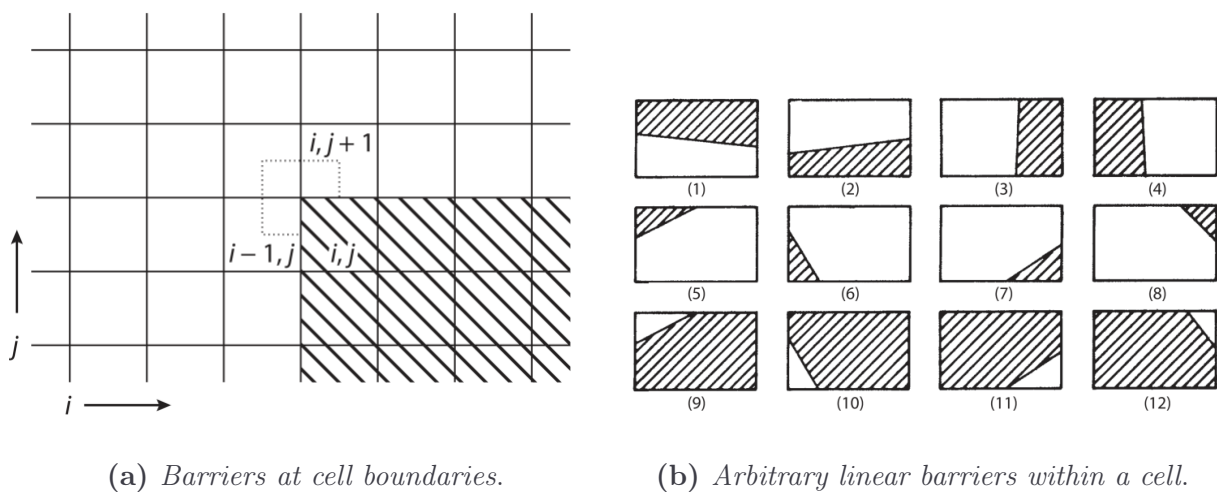 i, j + 1
i − 1, j
i, j
j
i
(1)
(2)
(3)
(4)
(5)
(6)
(7)
(8)
(9)
(10)
(11)
(12)
(a) Barriers at cell boundaries.
(b) Arbitrary linear barriers within a cell.